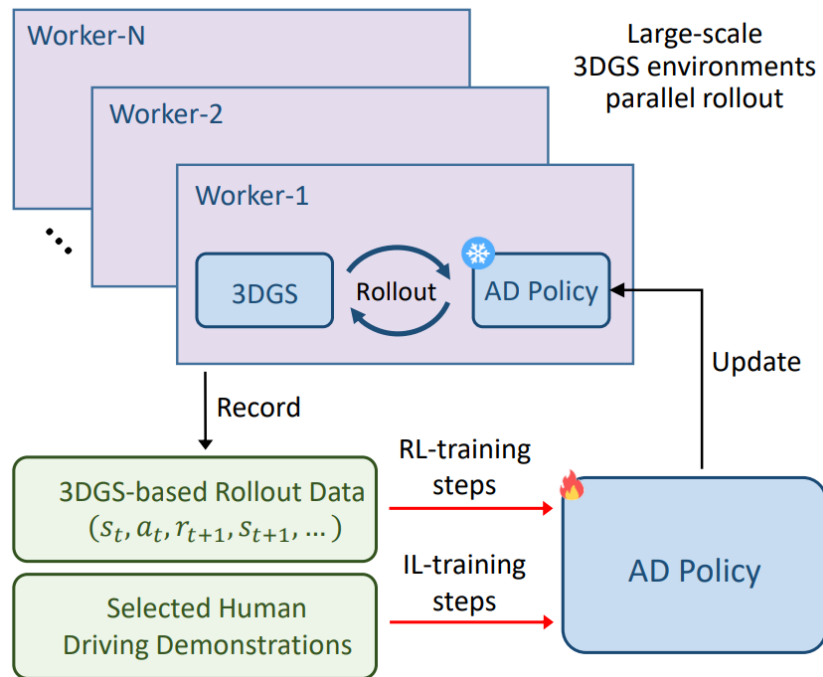 Worker-N
Large-scale
3DGS environments
parallel rollout
Worker-2
Worker-1
3DGS
Rollout
AD Policy
Update
Record
3DGS-based Rollout Data
(s_t, a_t, r_{t+1}, s_{t+1}, ...)
RL-training
steps
AD Policy
IL-training
steps
Selected Human
Driving Demonstrations